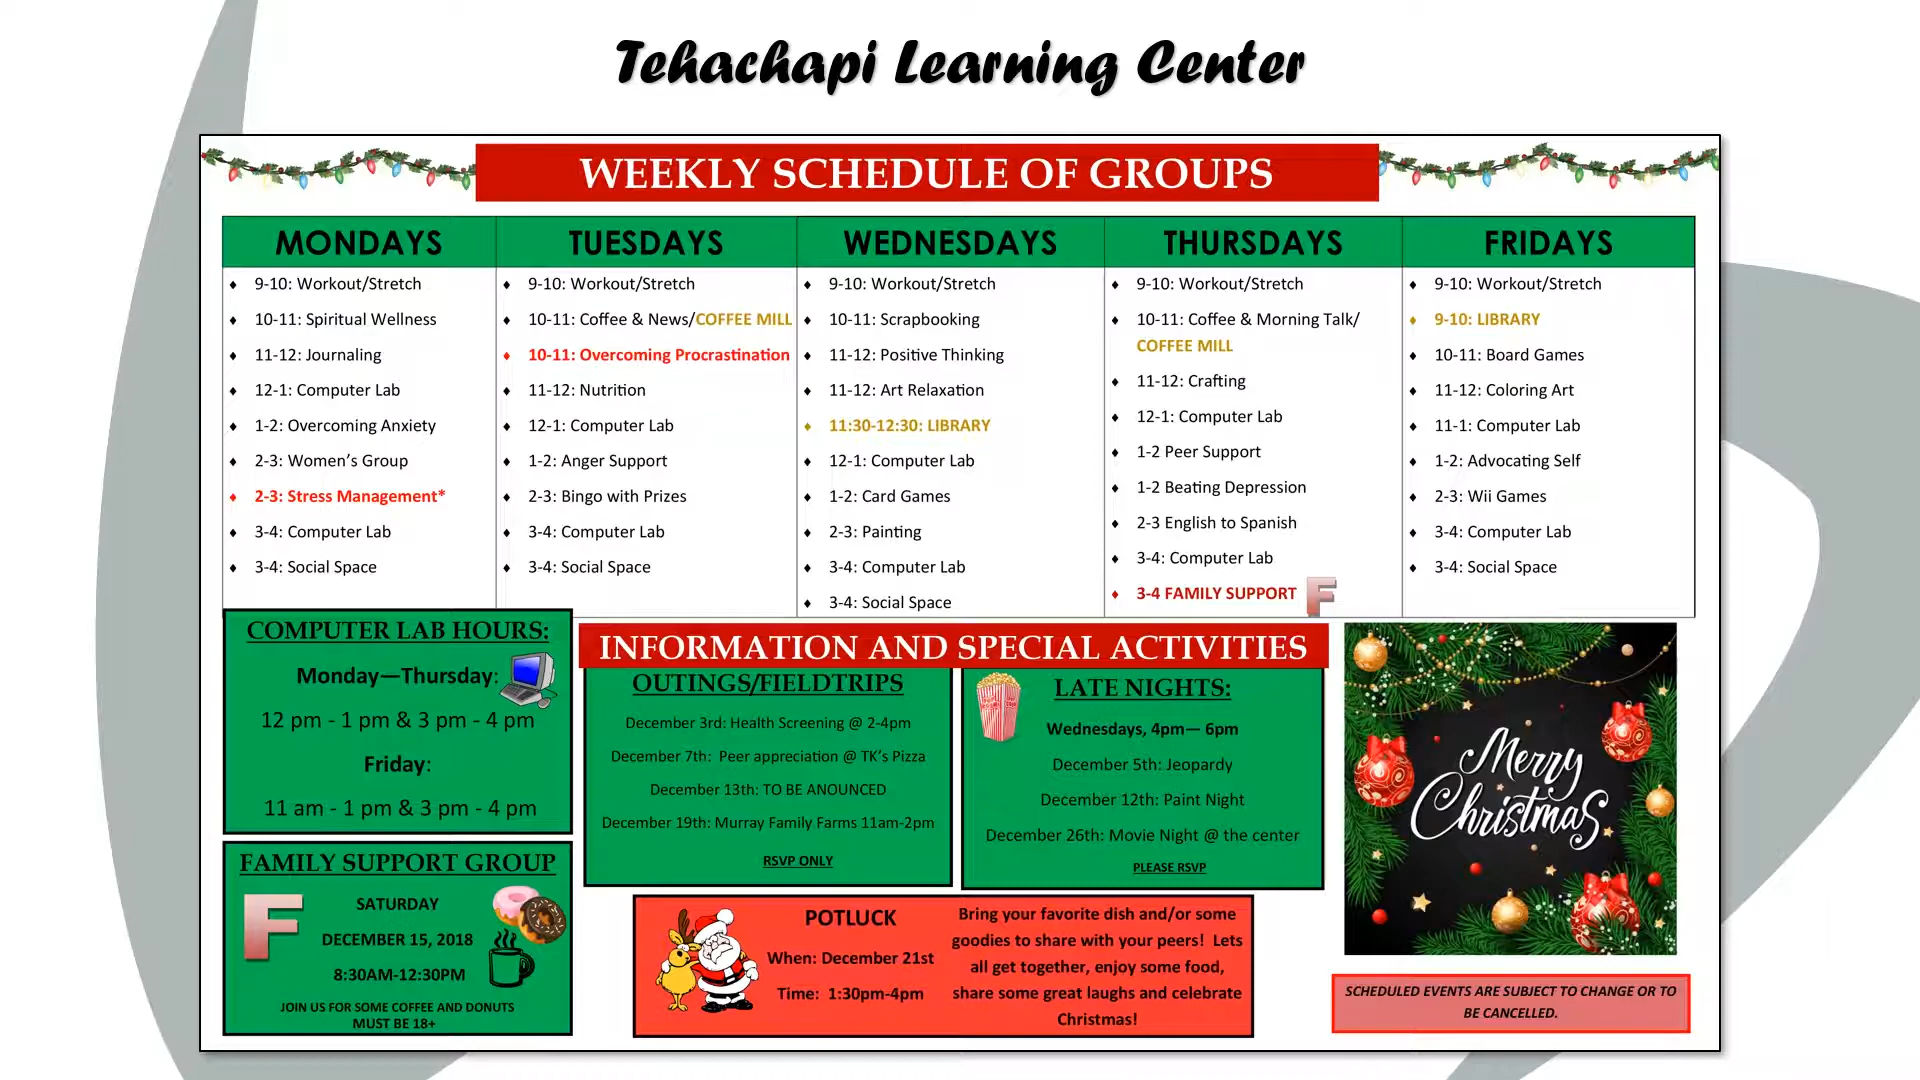 Tehachapi Learning Center
WEEKLY SCHEDULE OF GROUPS
MONDAYS
9-10: Workout/Stretch
10-11: Spiritual Wellness
11-12: Journaling
12-1: Computer Lab
1-2: Overcoming Anxiety
2-3: Women’s Group
2-3: Stress Management*
3-4: Computer Lab
3-4: Social Space
TUESDAYS
9-10: Workout/Stretch
10-11: Coffee & News/COFFEE MILL
10-11: Overcoming Procrastination
11-12: Nutrition
12-1: Computer Lab
1-2: Anger Support
2-3: Bingo with Prizes
3-4: Computer Lab
3-4: Social Space
WEDNESDAYS
9-10: Workout/Stretch
10-11: Scrapbooking
11-12: Positive Thinking
11-12: Art Relaxation
11:30-12:30: LIBRARY
12-1: Computer Lab
1-2: Card Games
2-3: Painting
3-4: Computer Lab
3-4: Social Space
THURSDAYS
9-10: Workout/Stretch
10-11: Coffee & Morning Talk/
COFFEE MILL
11-12: Crafting
12-1: Computer Lab
1-2 Peer Support
1-2 Beating Depression
2-3 English to Spanish
3-4: Computer Lab
3-4 FAMILY SUPPORT F
FRIDAYS
9-10: Workout/Stretch
9-10: LIBRARY
10-11: Board Games
11-12: Coloring Art
11-1: Computer Lab
1-2: Advocating Self
2-3: Wii Games
3-4: Computer Lab
3-4: Social Space
COMPUTER LAB HOURS:
Monday—Thursday:
12 pm - 1 pm & 3 pm - 4 pm
Friday:
11 am - 1 pm & 3 pm - 4 pm
FAMILY SUPPORT GROUP
F
SATURDAY
DECEMBER 15, 2018
8:30AM-12:30PM
JOIN US FOR SOME COFFEE AND DONUTS
MUST BE 18+
INFORMATION AND SPECIAL ACTIVITIES
OUTINGS/FIELDTRIPS
December 3rd: Health Screening @ 2-4pm
December 7th: Peer appreciation @ TK’s Pizza
December 13th: TO BE ANOUNCED
December 19th: Murray Family Farms 11am-2pm
RSVP ONLY
LATE NIGHTS:
Wednesdays, 4pm— 6pm
December 5th: Jeopardy
December 12th: Paint Night
December 26th: Movie Night @ the center
PLEASE RSVP
POTLUCK
When: December 21st
Time: 1:30pm-4pm
Bring your favorite dish and/or some
goodies to share with your peers! Lets
all get together, enjoy some food,
share some great laughs and celebrate
Christmas!
Merry
Christmas
SCHEDULED EVENTS ARE SUBJECT TO CHANGE OR TO
BE CANCELLED.